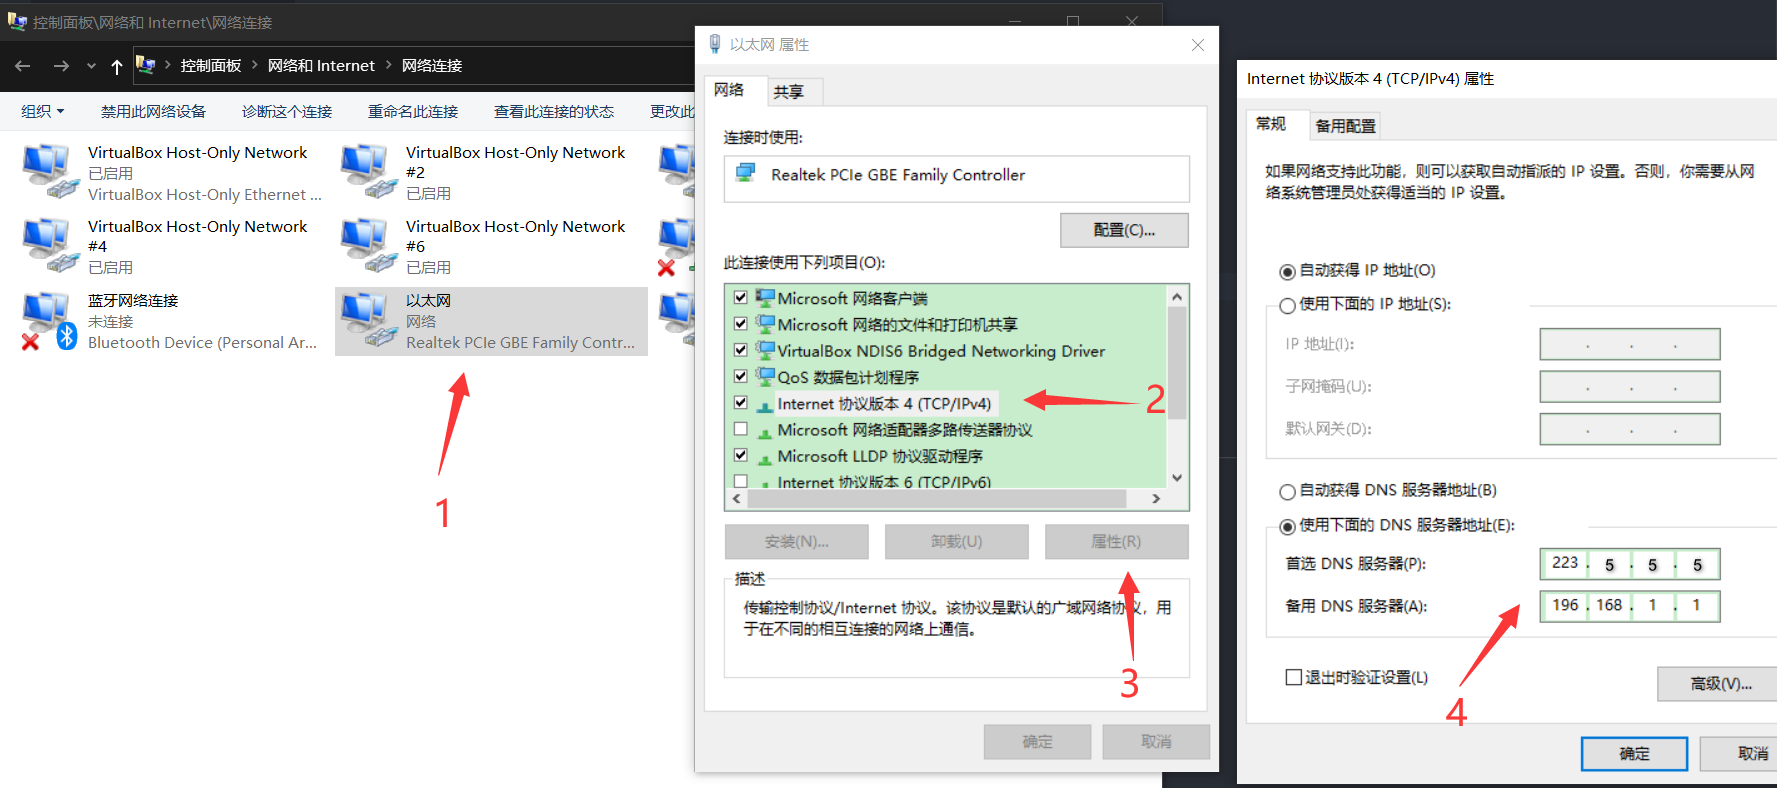 控制面板\网络和 Internet\网络连接
控制面板 > 网络和 Internet > 网络连接
组织 禁用此网络设备 诊断这个连接 重命名此连接 查看此连接的状态 更改此
VirtualBox Host-Only Network
已启用
VirtualBox Host-Only Ethernet ...
VirtualBox Host-Only Network
#2
已启用
VirtualBox Host-Only Network
#4
已启用
VirtualBox Host-Only Network
#6
已启用
蓝牙网络连接
未连接
Bluetooth Device (Personal Ar...
以太网
网络
Realtek PCIe GBE Family Contr...
1
以太网 属性
网络 共享
连接时使用:
Realtek PCIe GBE Family Controller
配置(C)...
此连接使用下列项目(O):
Microsoft 网络客户端
Microsoft 网络的文件和打印机共享
VirtualBox NDIS6 Bridged Networking Driver
QoS 数据包计划程序
Internet 协议版本 4 (TCP/IPv4)
Microsoft 网络适配器多路传送器协议
Microsoft LLDP 协议驱动程序
Internet 协议版本 6 (TCP/IPv6)
2
安装(N)... 卸载(U) 属性(R)
描述
传输控制协议/Internet 协议。该协议是默认的广域网络协议，用
于在不同的相互连接的网络上通信。
3
确定 取消
Internet 协议版本 4 (TCP/IPv4) 属性
常规 备用配置
如果网络支持此功能，则可以获取自动指派的 IP 设置。否则，你需要从网
络系统管理员处获得适当的 IP 设置。
自动获得 IP 地址(O)
使用下面的 IP 地址(S):
IP 地址(I): . . .
子网掩码(U): . . .
默认网关(D): . . .
自动获得 DNS 服务器地址(B)
使用下面的 DNS 服务器地址(E):
首选 DNS 服务器(P): 223 . 5 . 5 . 5
备用 DNS 服务器(A): 196 . 168 . 1 . 1
退出时验证设置(L)
高级(V)...
4
确定 取消